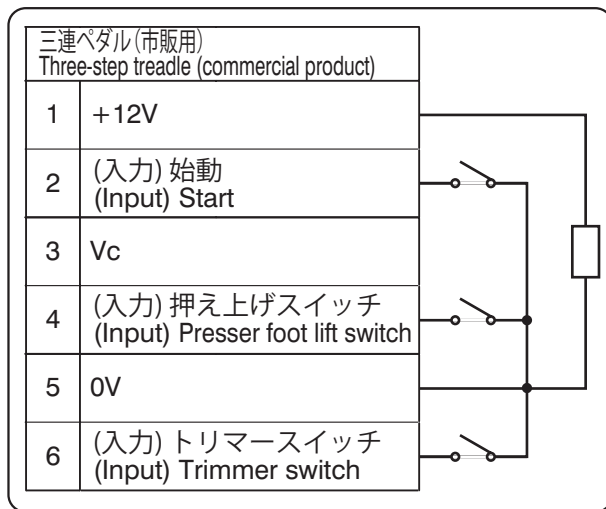 三連ペダル(市販用)
Three-step treadle (commercial product)
1 +12V
2 (入力) 始動
(Input) Start
3 Vc
4 (入力) 押え上げスイッチ
(Input) Presser foot lift switch
5 0V
6 (入力) トリマースイッチ
(Input) Trimmer switch